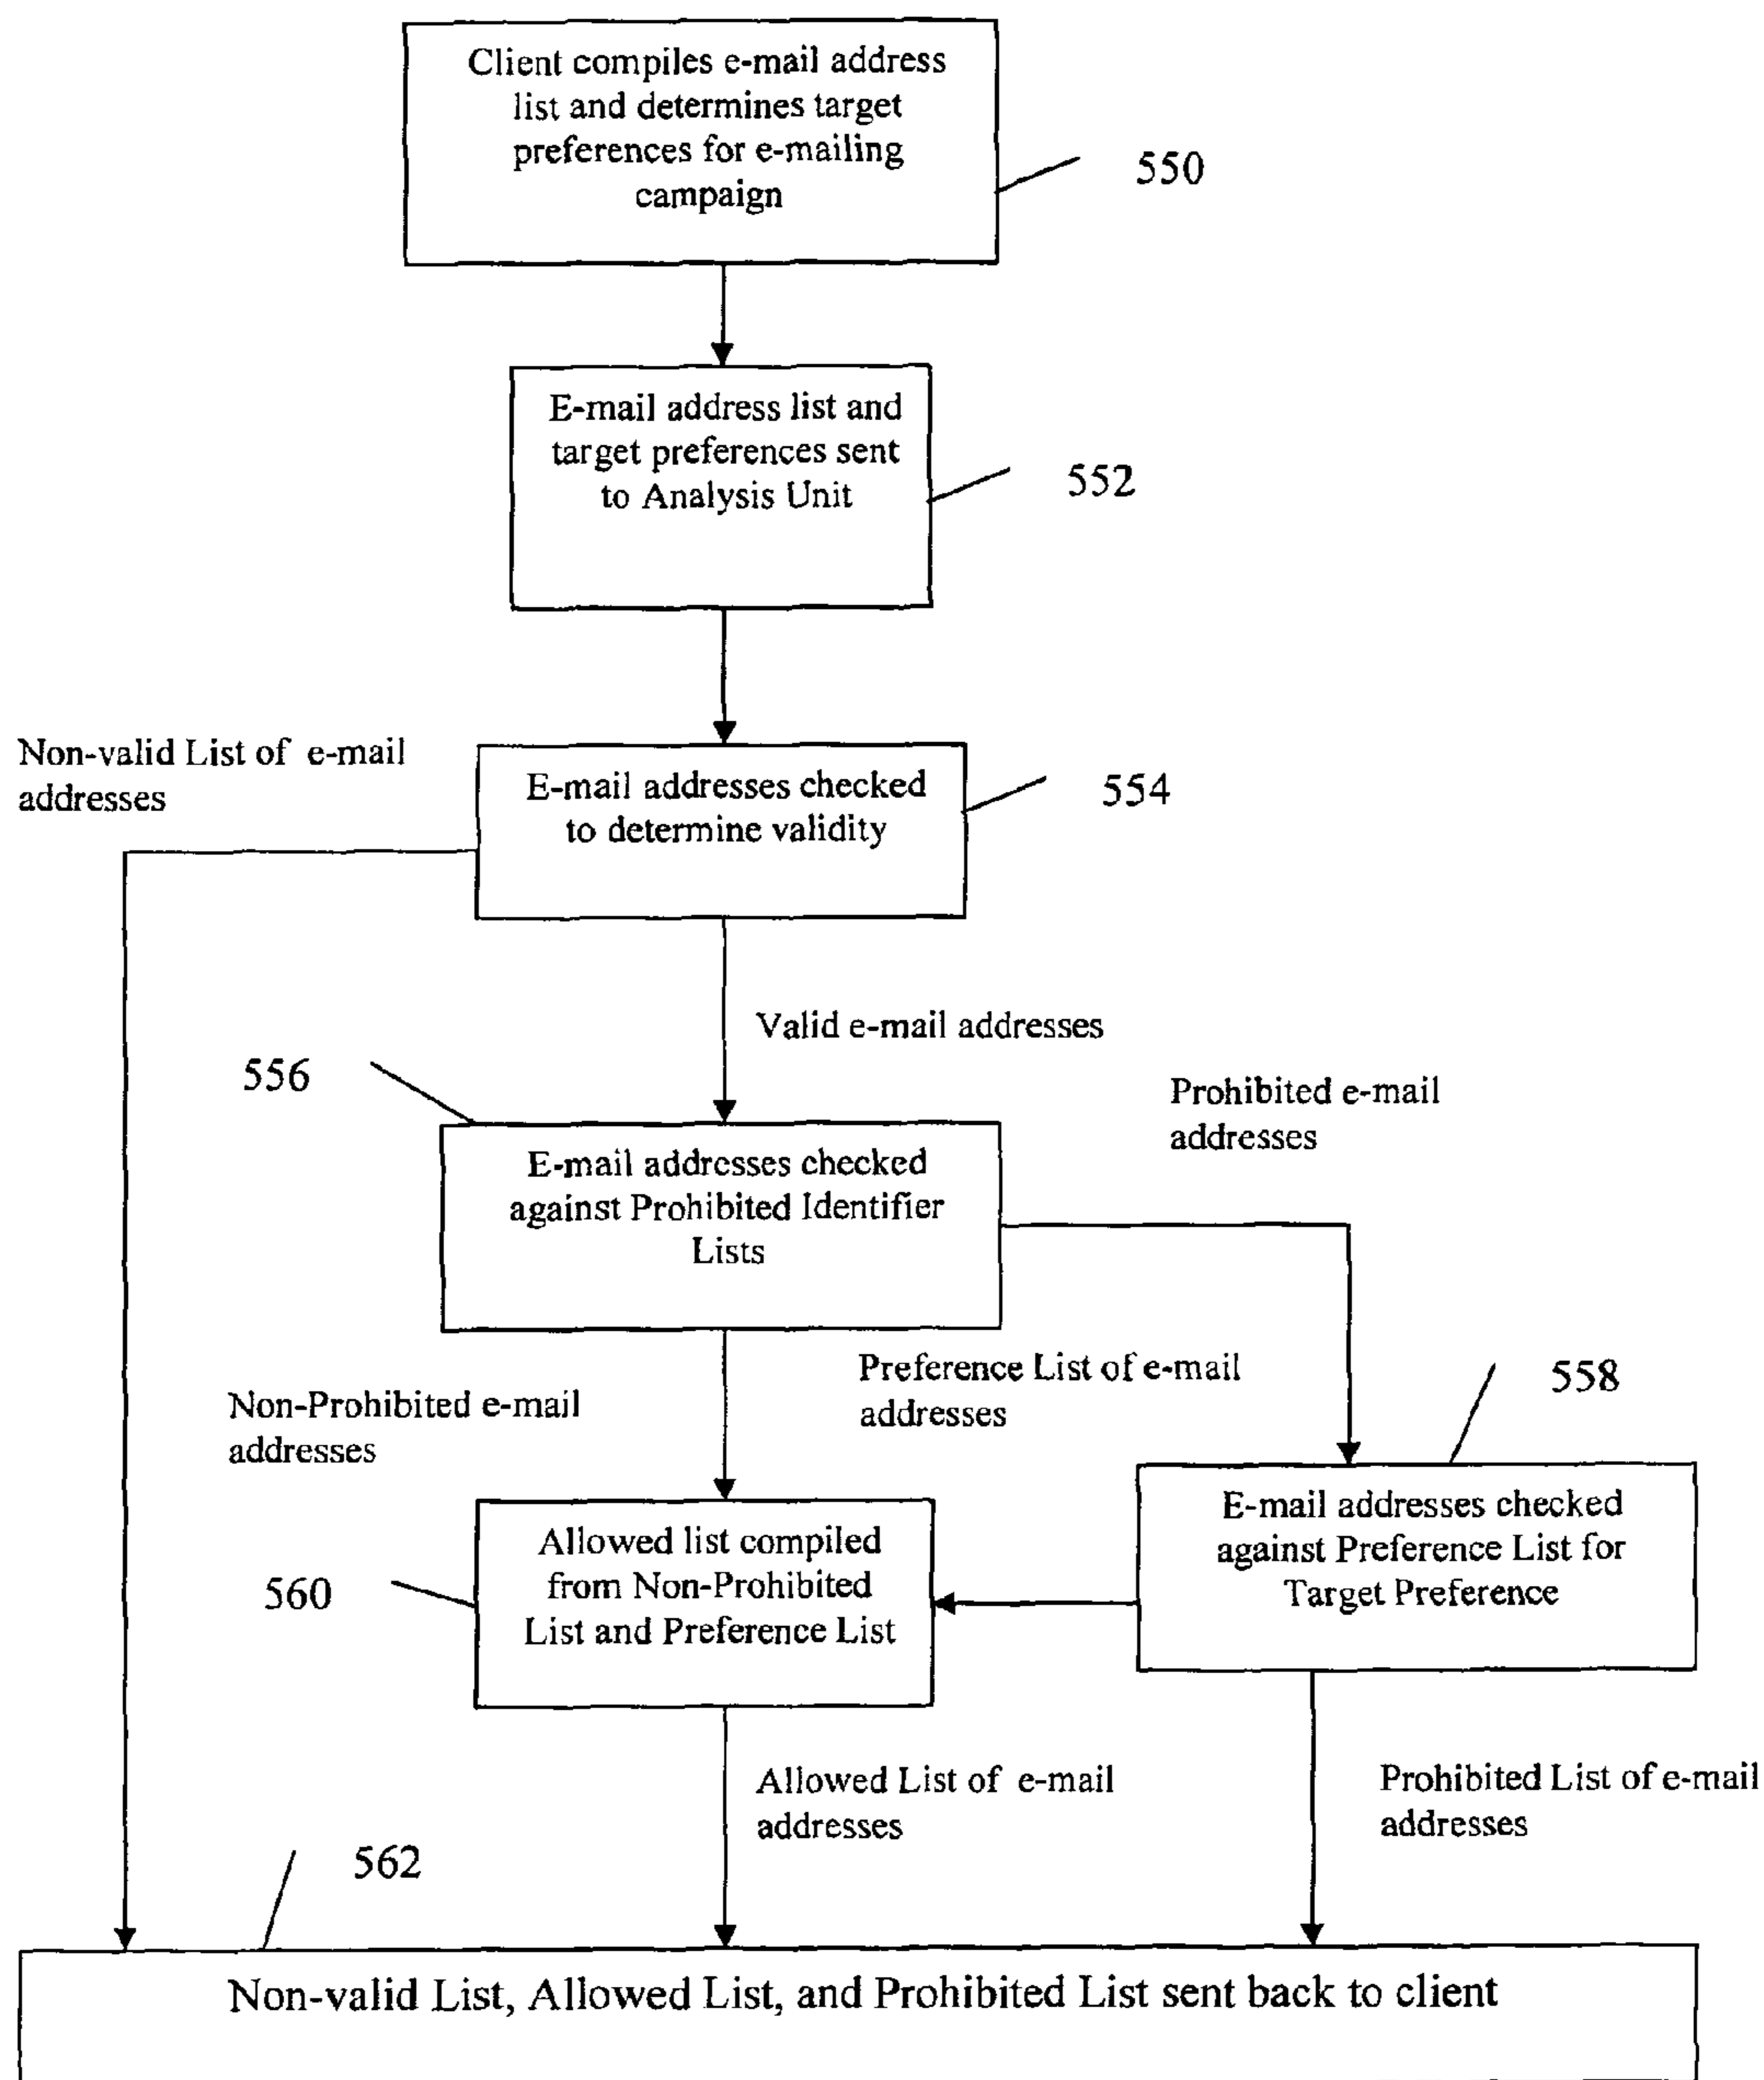 Client compiles e-mail address
list and determines target
preferences for e-mailing
campaign
550
E-mail address list and
target preferences sent
to Analysis Unit
552
Non-valid List of e-mail
addresses
E-mail addresses checked
to determine validity
554
Valid e-mail addresses
556
Prohibited e-mail
addresses
E-mail addresses checked
against Prohibited Identifier
Lists
Preference List of e-mail
addresses
558
Non-Prohibited e-mail
addresses
E-mail addresses checked
against Preference List for
Target Preference
Allowed list compiled
from Non-Prohibited
List and Preference List
560
Allowed List of e-mail
addresses
Prohibited List of e-mail
addresses
562
Non-valid List, Allowed List, and Prohibited List sent back to client